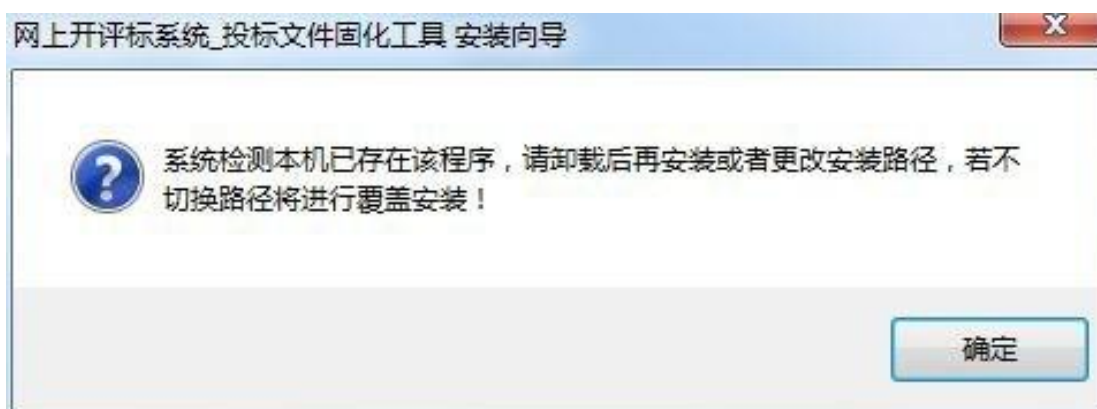 网上开评标系统_投标文件固化工具 安装向导
系统检测本机已存在该程序，请卸载后再安装或者更改安装路径，若不
切换路径将进行覆盖安装！
确定